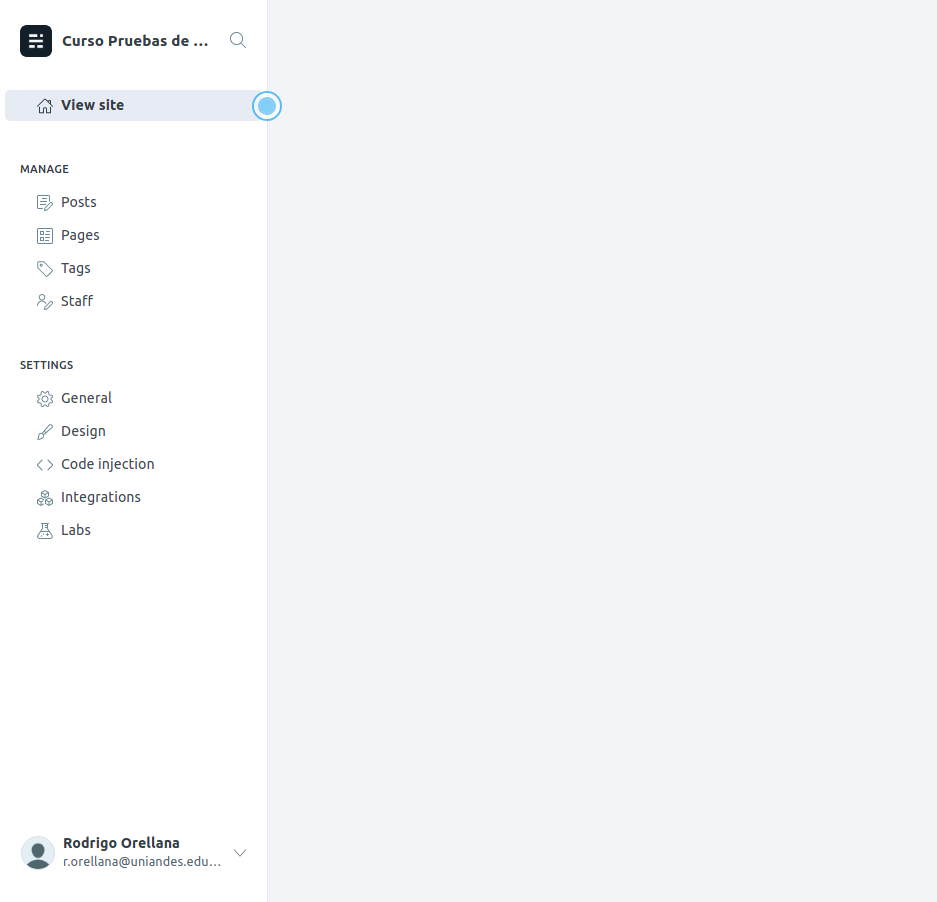 Curso Pruebas de ...
View site
MANAGE
Posts
Pages
Tags
Staff
SETTINGS
General
Design
Code injection
Integrations
Labs
Rodrigo Orellana
r.orellana@uniandes.edu...